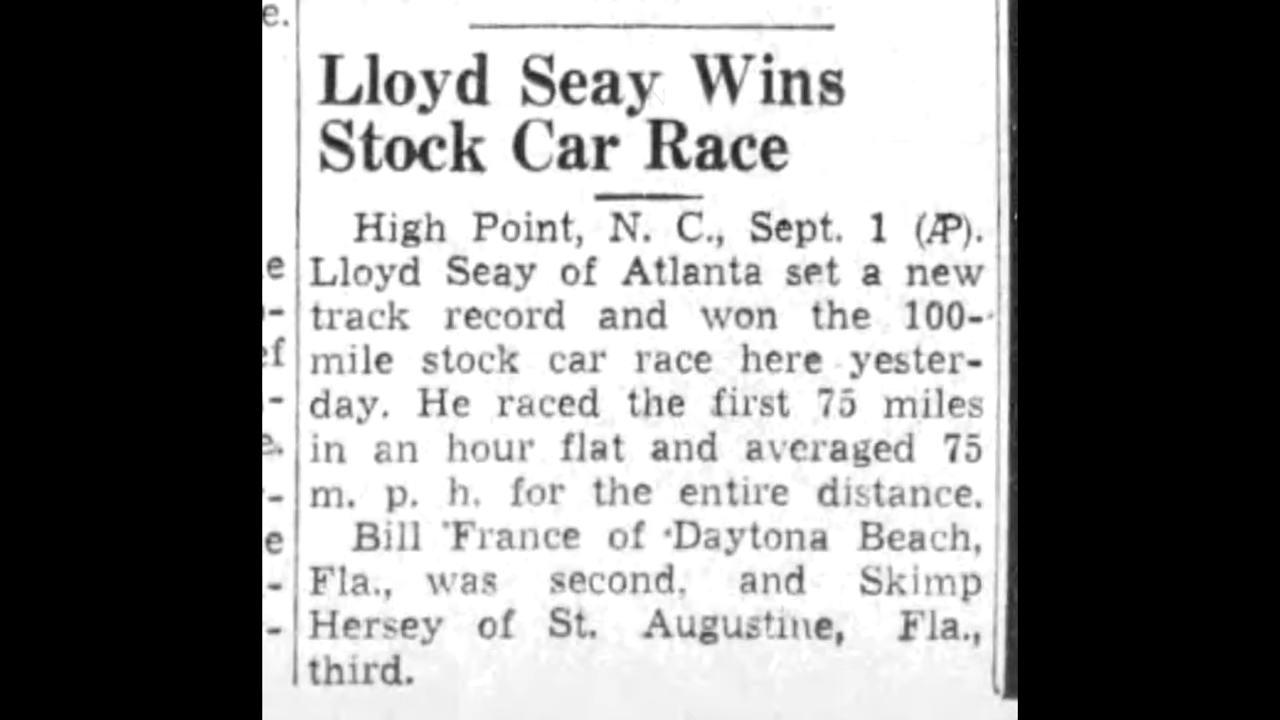 e.
Lloyd Seay Wins
Stock Car Race
High Point, N. C., Sept. 1 (AP).
Lloyd Seay of Atlanta set a new
track record and won the 100-
mile stock car race here yester-
day. He raced the first 75 miles
in an hour flat and averaged 75
m. p. h. for the entire distance.
Bill France of Daytona Beach,
Fla., was second, and Skimp
Hersey of St. Augustine, Fla.,
third.